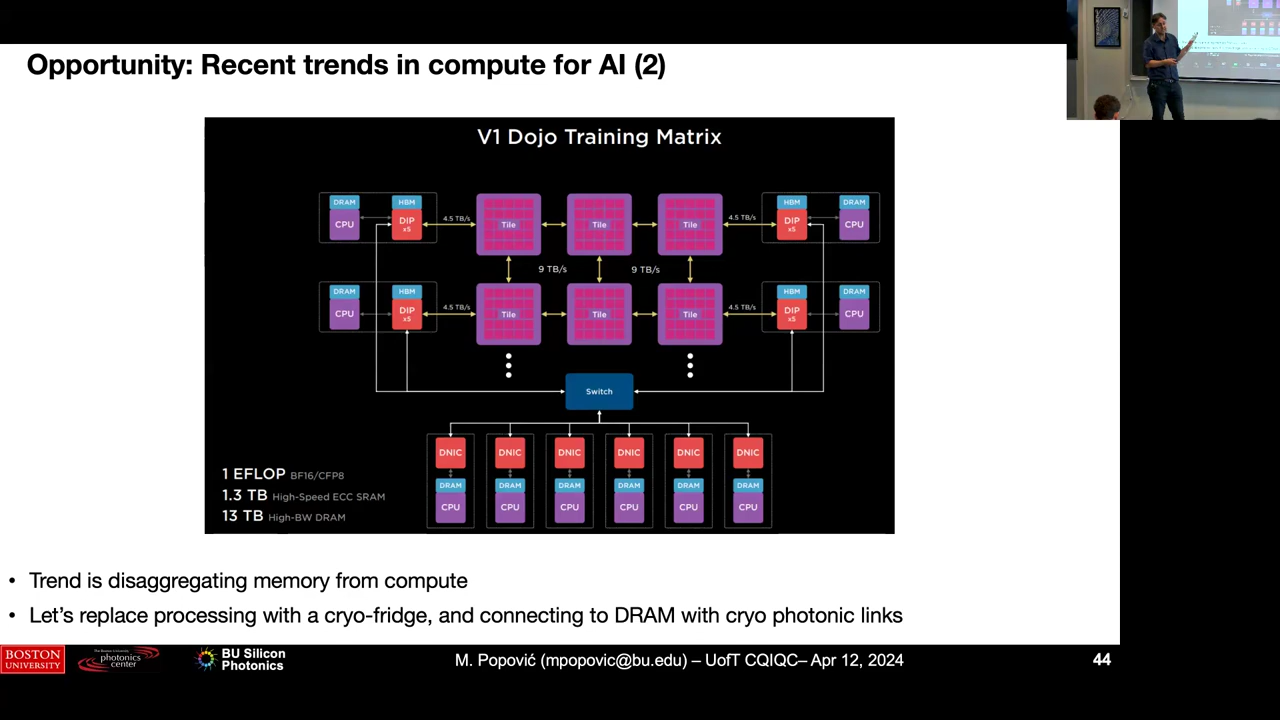 Opportunity: Recent trends in compute for AI (2)
V1 Dojo Training Matrix
DRAM HBM HBM DRAM
CPU DIP x5 4.5 TB/s Tile Tile Tile 4.5 TB/s DIP x5 CPU
9 TB/s 9 TB/s
DRAM HBM HBM DRAM
CPU DIP x5 4.5 TB/s Tile Tile Tile 4.5 TB/s DIP x5 CPU
Switch
DNIC DNIC DNIC DNIC DNIC DNIC
DRAM DRAM DRAM DRAM DRAM DRAM
CPU CPU CPU CPU CPU CPU
1 EFLOP BF16/CFP8
1.3 TB High-Speed ECC SRAM
13 TB High-BW DRAM
• Trend is disaggregating memory from compute
• Let's replace processing with a cryo-fridge, and connecting to DRAM with cryo photonic links
BOSTON
UNIVERSITY
photonics
center
BU Silicon
Photonics
M. Popović (mpopovic@bu.edu) – UofT CQIQC– Apr 12, 2024
44